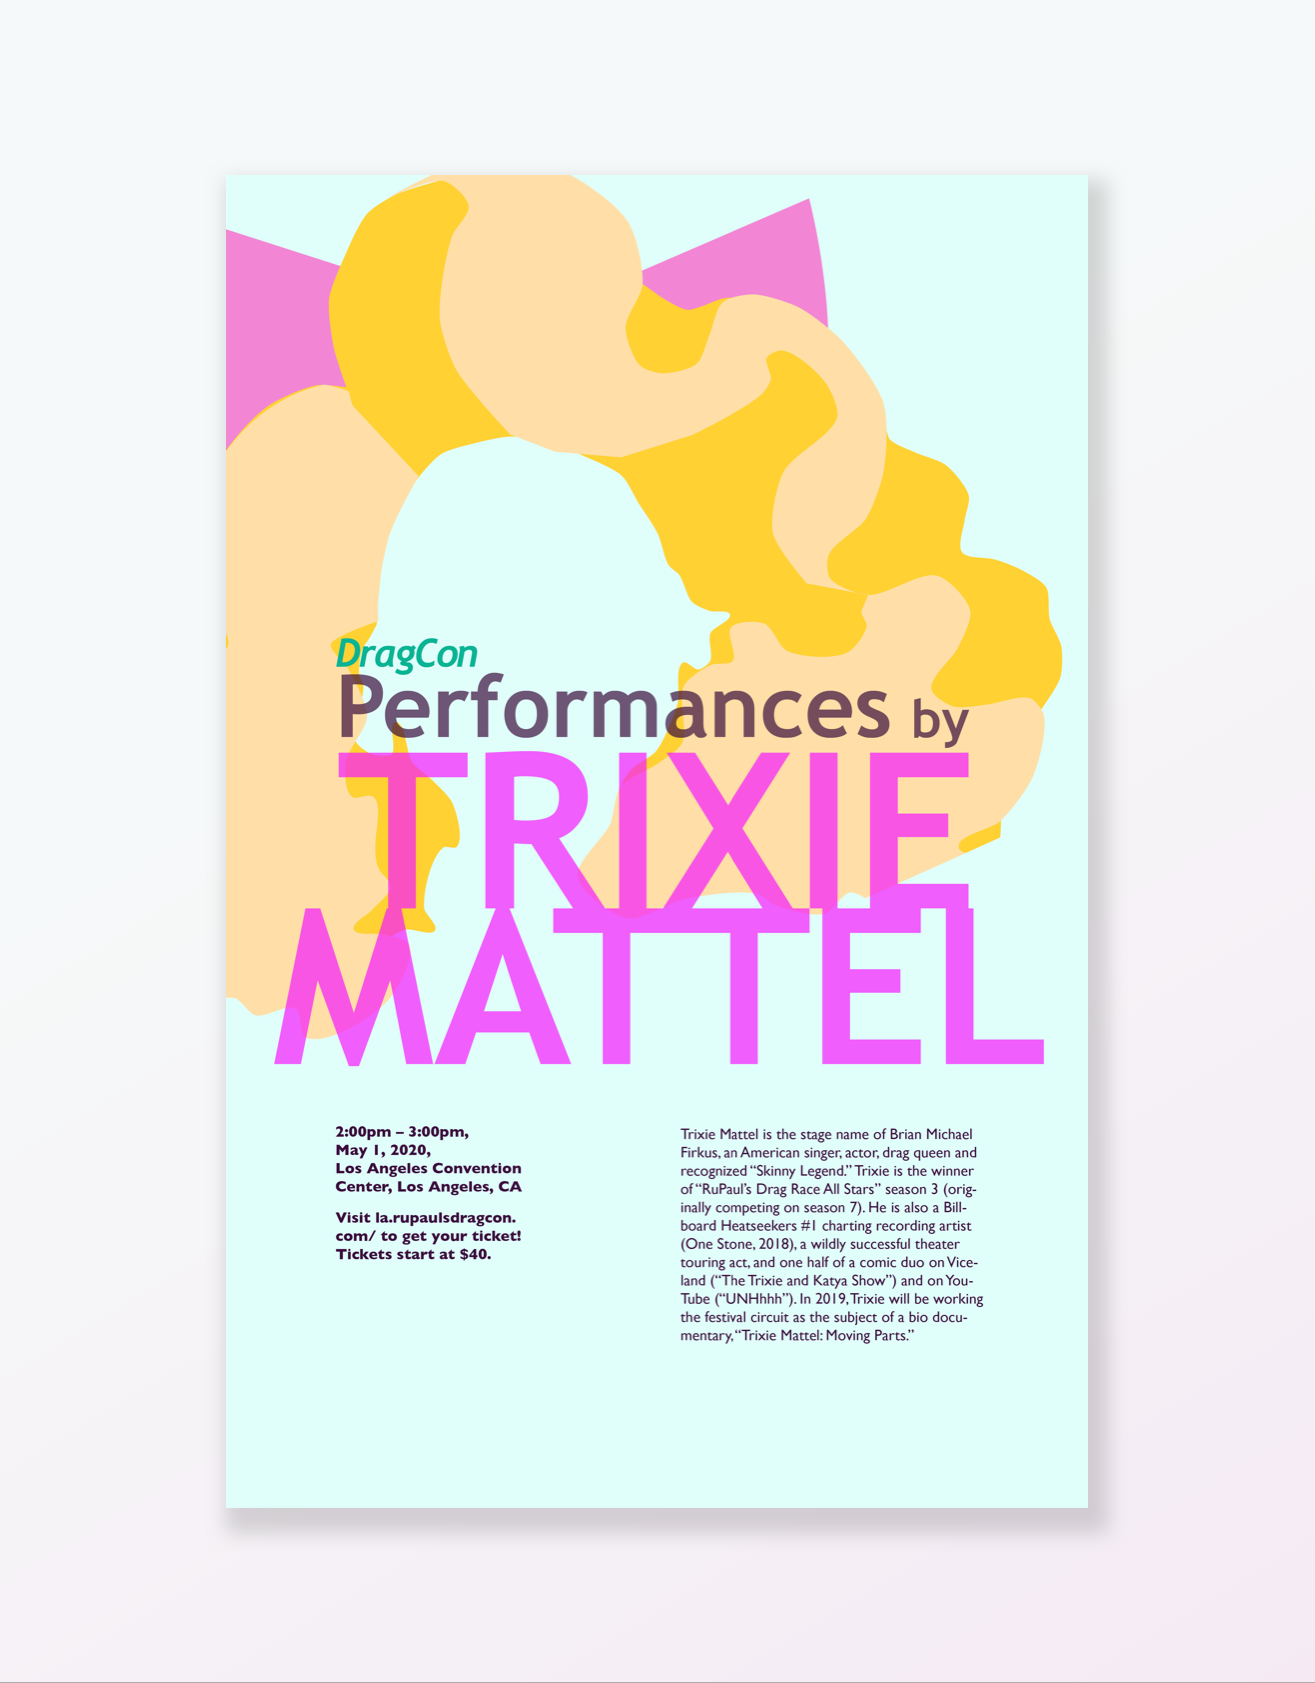 DragCon
Performances by
TRIXIE
MATTEL
2:00pm – 3:00pm,
May 1, 2020,
Los Angeles Convention
Center, Los Angeles, CA
Visit la.rupaulsdragcon.
com/ to get your ticket!
Tickets start at $40.
Trixie Mattel is the stage name of Brian Michael
Firkus, an American singer, actor, drag queen and
recognized “Skinny Legend.” Trixie is the winner
of “RuPaul’s Drag Race All Stars” season 3 (orig-
inally competing on season 7). He is also a Bill-
board Heatseekers #1 charting recording artist
(One Stone, 2018), a wildly successful theater
touring act, and one half of a comic duo on Vice-
land (“The Trixie and Katya Show”) and on You-
Tube (“UNHhhh”). In 2019, Trixie will be working
the festival circuit as the subject of a bio docu-
mentary, “Trixie Mattel: Moving Parts.”